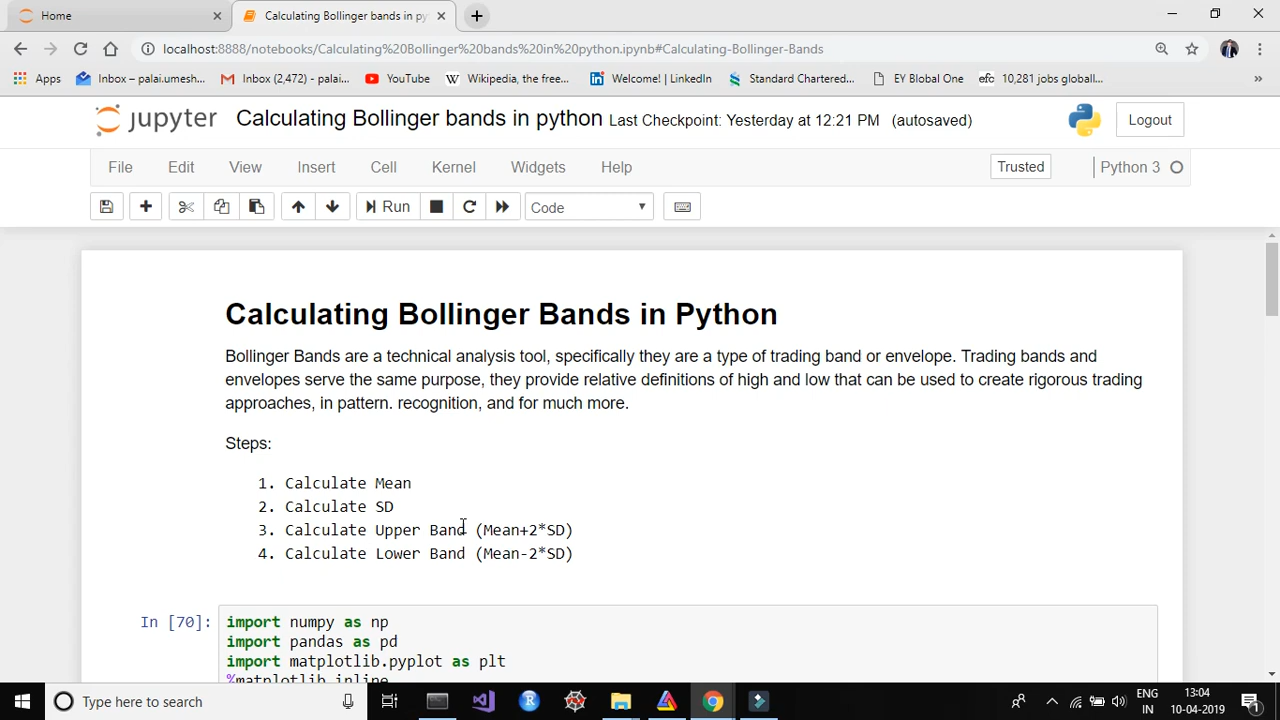 Home
Calculating Bollinger bands in py
localhost:8888/notebooks/Calculating%20Bollinger%20bands%20in%20python.ipynb#Calculating-Bollinger-Bands
Apps Inbox – palai.umesh... Inbox (2,472) - palai... YouTube Wikipedia, the free... Welcome! | LinkedIn Standard Chartered... EY Blobal One efc 10,281 jobs globall... »
jupyter Calculating Bollinger bands in python Last Checkpoint: Yesterday at 12:21 PM (autosaved) Logout
File Edit View Insert Cell Kernel Widgets Help Trusted Python 3
Run Code
Calculating Bollinger Bands in Python
Bollinger Bands are a technical analysis tool, specifically they are a type of trading band or envelope. Trading bands and
envelopes serve the same purpose, they provide relative definitions of high and low that can be used to create rigorous trading
approaches, in pattern. recognition, and for much more.
Steps:
1. Calculate Mean
2. Calculate SD
3. Calculate Upper Band (Mean+2*SD)
4. Calculate Lower Band (Mean-2*SD)
In [70]: import numpy as np
import pandas as pd
import matplotlib.pyplot as plt
%matplotlib inline
Type here to search
ENG 13:04
IN 10-04-2019